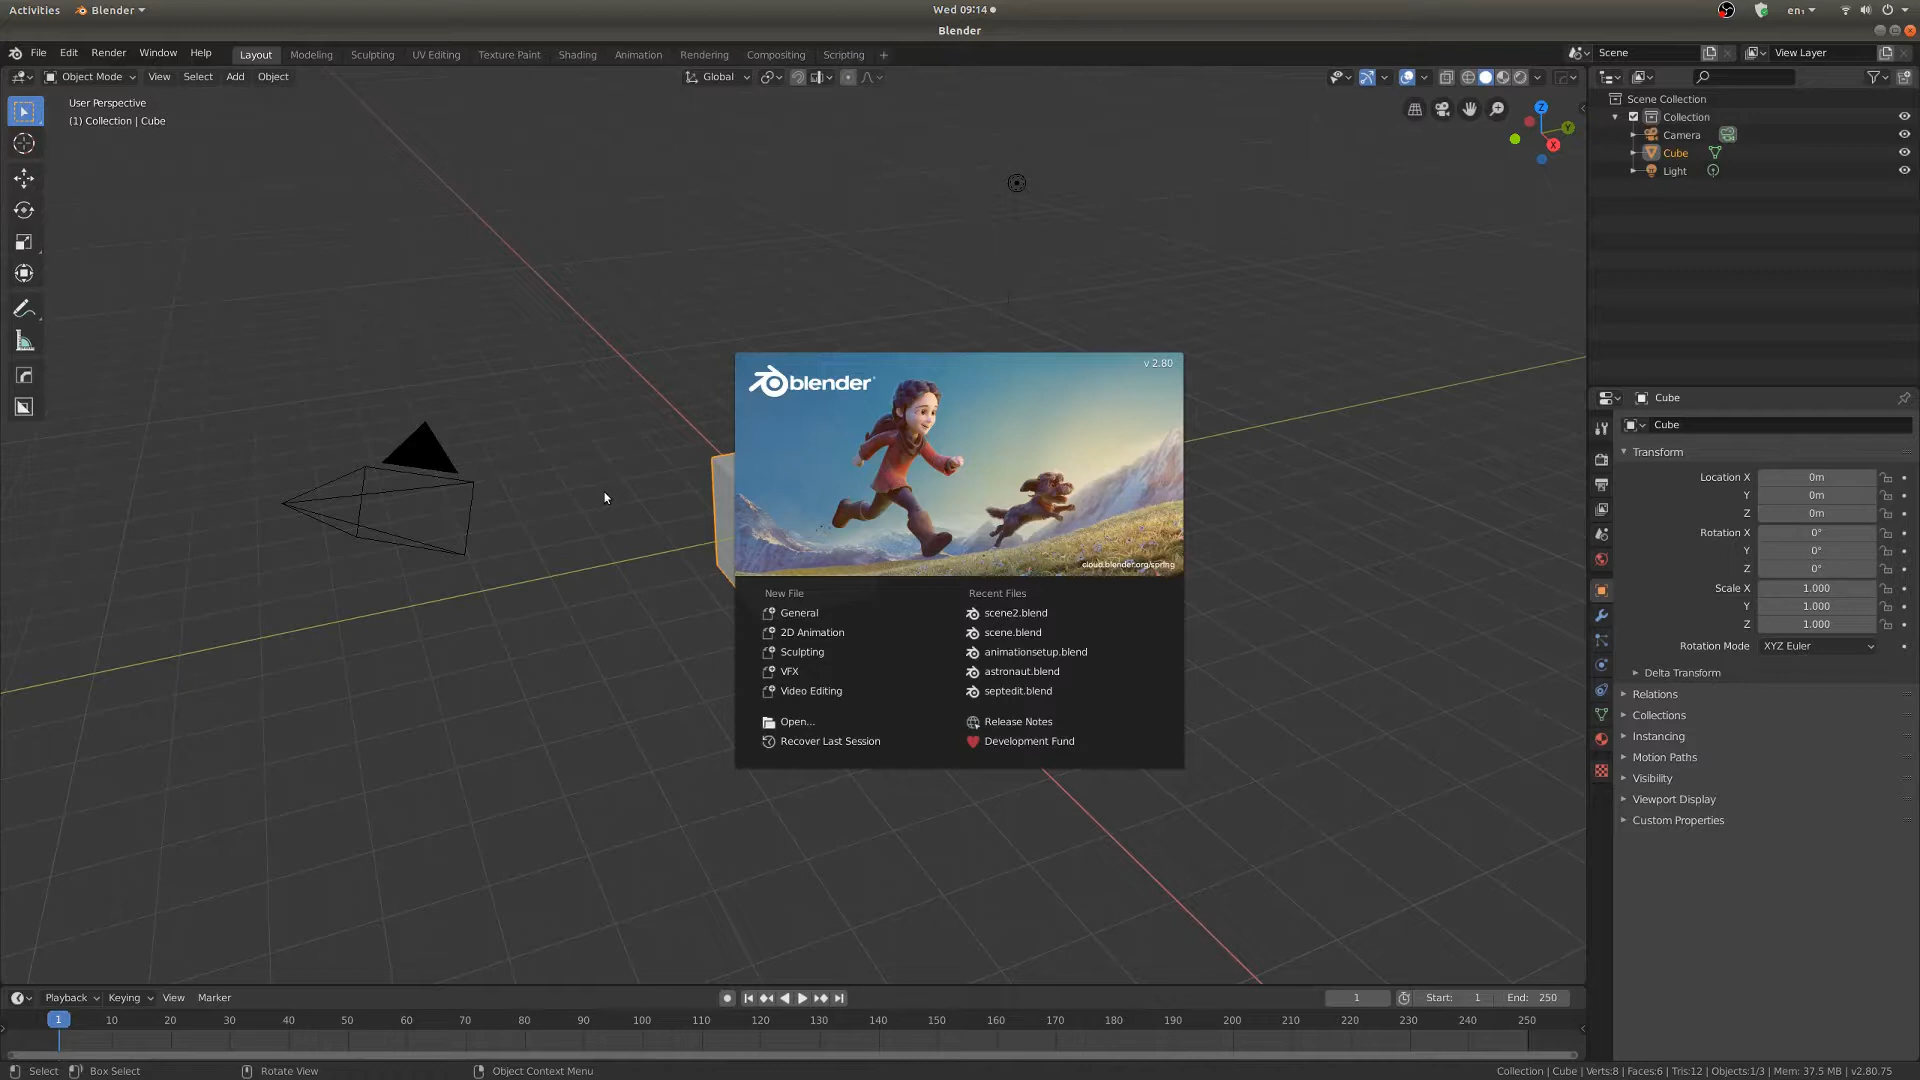 Activities Blender Wed 09:14 en₁
Blender
File Edit Render Window Help Layout Modeling Sculpting UV Editing Texture Paint Shading Animation Rendering Compositing Scripting + Scene View Layer
Object Mode View Select Add Object Global
User Perspective
(1) Collection | Cube
Z
Y
X
Scene Collection
Collection
Camera
Cube
Light
blender
v 2.80
cloud.blender.org/spring
New File
General
2D Animation
Sculpting
VFX
Video Editing
Open...
Recover Last Session
Recent Files
scene2.blend
scene.blend
animationsetup.blend
astronaut.blend
septedit.blend
Release Notes
Development Fund
Cube
Cube
Transform
Location X 0m
Y 0m
Z 0m
Rotation X 0°
Y 0°
Z 0°
Scale X 1.000
Y 1.000
Z 1.000
Rotation Mode XYZ Euler
Delta Transform
Relations
Collections
Instancing
Motion Paths
Visibility
Viewport Display
Custom Properties
Playback Keying View Marker 1 Start: 1 End: 250
1 10 20 30 40 50 60 70 80 90 100 110 120 130 140 150 160 170 180 190 200 210 220 230 240 250
Select Box Select Rotate View Object Context Menu Collection | Cube | Verts:8 | Faces:6 | Tris:12 | Objects:1/3 | Mem: 37.5 MB | v2.80.75